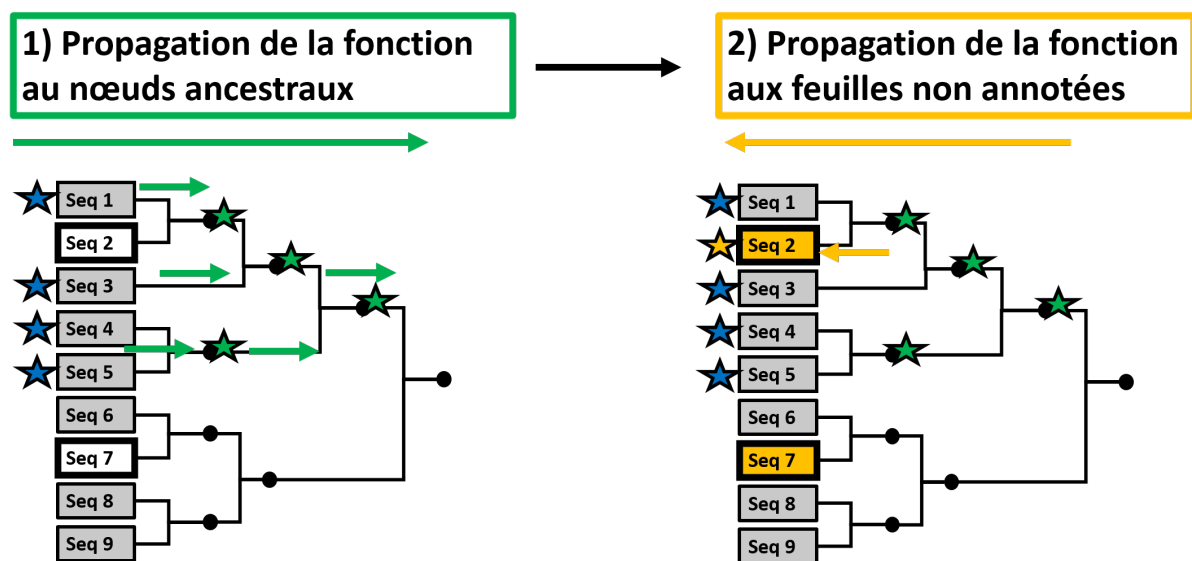 1) Propagation de la fonction
au nœuds ancestraux
2) Propagation de la fonction
aux feuilles non annotées
Seq 1
Seq 2
Seq 3
Seq 4
Seq 5
Seq 6
Seq 7
Seq 8
Seq 9
Seq 1
Seq 2
Seq 3
Seq 4
Seq 5
Seq 6
Seq 7
Seq 8
Seq 9